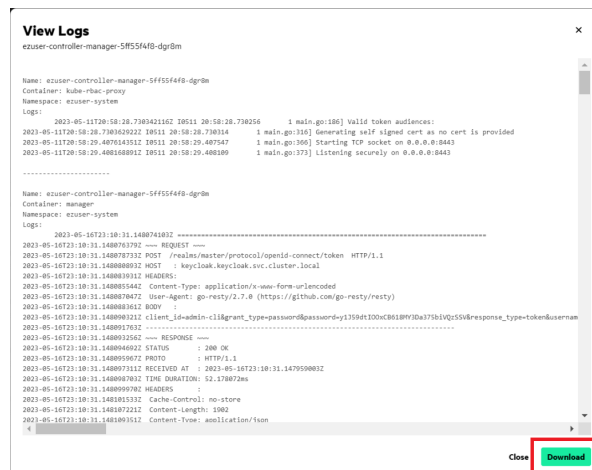 View Logs
×
ezuser-controller-manager-5ff55f4f8-dgr8m
Name: ezuser-controller-manager-5ff55f4f8-dgr8m
Container: kube-rbac-proxy
Namespace: ezuser-system
Logs:
2023-05-11T20:58:28.730342116Z I0511 20:58:28.730256 1 main.go:186] Valid token audiences:
2023-05-11T20:58:28.730362922Z I0511 20:58:28.730314 1 main.go:316] Generating self signed cert as no cert is provided
2023-05-11T20:58:29.407614351Z I0511 20:58:29.407547 1 main.go:366] Starting TCP socket on 0.0.0.0:8443
2023-05-11T20:58:29.408168891Z I0511 20:58:29.408109 1 main.go:373] Listening securely on 0.0.0.0:8443
----------------------
Name: ezuser-controller-manager-5ff55f4f8-dgr8m
Container: manager
Namespace: ezuser-system
Logs:
2023-05-16T23:10:31.148074103Z ==============================================================================
2023-05-16T23:10:31.148076379Z ~~~ REQUEST ~~~
2023-05-16T23:10:31.148078733Z POST /realms/master/protocol/openid-connect/token HTTP/1.1
2023-05-16T23:10:31.148080893Z HOST : keycloak.keycloak.svc.cluster.local
2023-05-16T23:10:31.148083931Z HEADERS:
2023-05-16T23:10:31.148085544Z Content-Type: application/x-www-form-urlencoded
2023-05-16T23:10:31.148087047Z User-Agent: go-resty/2.7.0 (https://github.com/go-resty/resty)
2023-05-16T23:10:31.148088361Z BODY :
2023-05-16T23:10:31.148090321Z client_id=admin-cli&grant_type=password&password=y1J59dtIOOxCB618MY3Da375biVQzSSV&response_type=token&usernam
2023-05-16T23:10:31.148091763Z ------------------------------------------------------------------------------
2023-05-16T23:10:31.148093256Z ~~~ RESPONSE ~~~
2023-05-16T23:10:31.148094692Z STATUS : 200 OK
2023-05-16T23:10:31.148095967Z PROTO : HTTP/1.1
2023-05-16T23:10:31.148097311Z RECEIVED AT : 2023-05-16T23:10:31.147959003Z
2023-05-16T23:10:31.148098703Z TIME DURATION: 52.178072ms
2023-05-16T23:10:31.148099970Z HEADERS :
2023-05-16T23:10:31.148101533Z Cache-Control: no-store
2023-05-16T23:10:31.148107221Z Content-Length: 1902
2023-05-16T23:10:31.148109351Z Content-Type: application/json
Close
Download